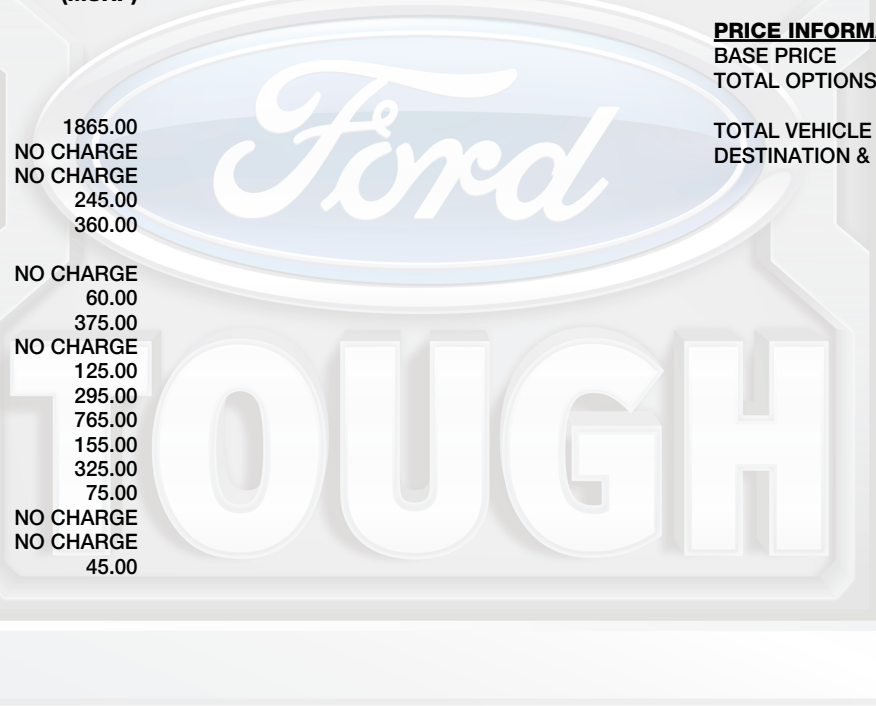 (MSRP)
1865.00
NO CHARGE
NO CHARGE
245.00
360.00
NO CHARGE
60.00
375.00
NO CHARGE
125.00
295.00
765.00
155.00
325.00
75.00
NO CHARGE
NO CHARGE
45.00
PRICE INFORMA
BASE PRICE
TOTAL OPTIONS
TOTAL VEHICLE
DESTINATION &
Ford
TOUGH